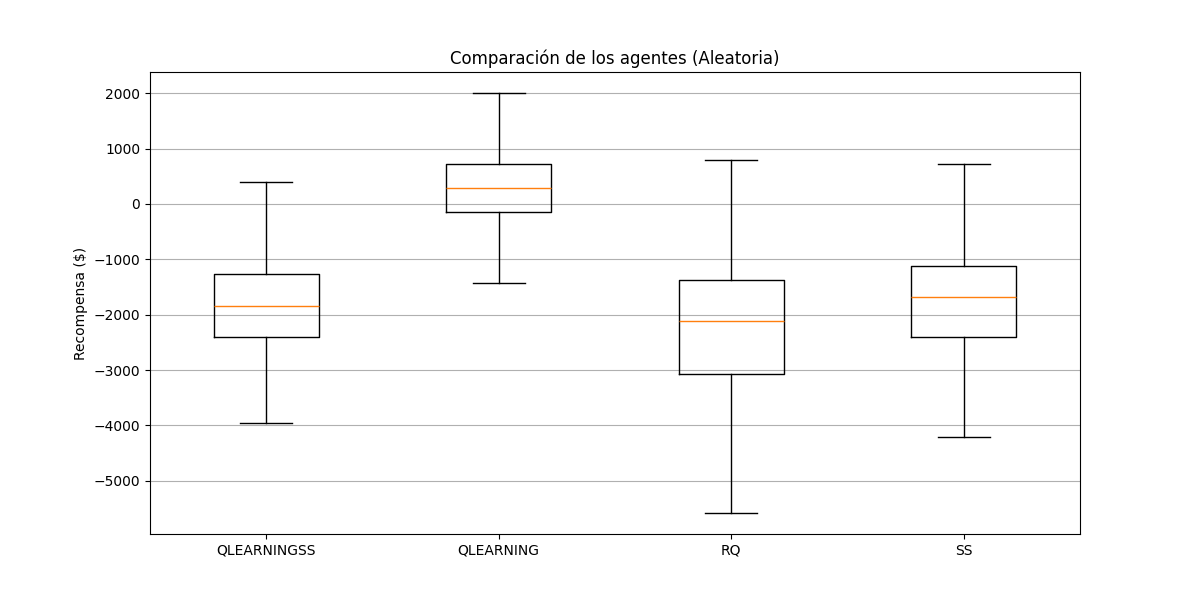 Comparación de los agentes (Aleatoria)
Recompensa ($)
2000
1000
0
−1000
−2000
−3000
−4000
−5000
QLEARNINGSS QLEARNING RQ SS